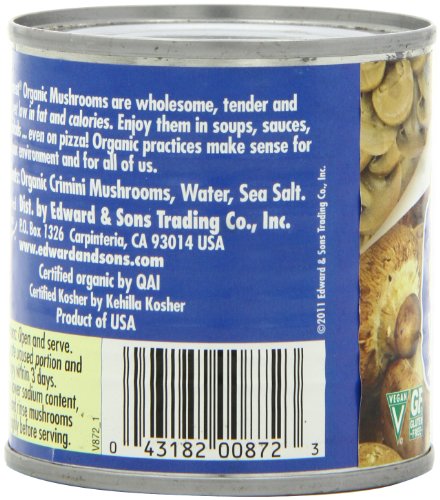 Organic Mushrooms are wholesome, tender and
low in fat and calories. Enjoy them in soups, sauces,
even on pizza! Organic practices make sense for
environment and for all of us.
Organic Crimini Mushrooms, Water, Sea Salt.
Dist. by Edward & Sons Trading Co., Inc.
P.O. Box 1326 Carpinteria, CA 93014 USA
www.edwardandsons.com
Certified organic by QAI
Certified Kosher by Kehilla Kosher
Product of USA
Open and serve.
unused portion and
within 3 days.
sodium content,
rinse mushrooms
before serving.
V872_1
0 43182 00872 3
©2011 Edward & Sons Trading Co., Inc.
VEGAN
V
GF
GLUTEN
FREE